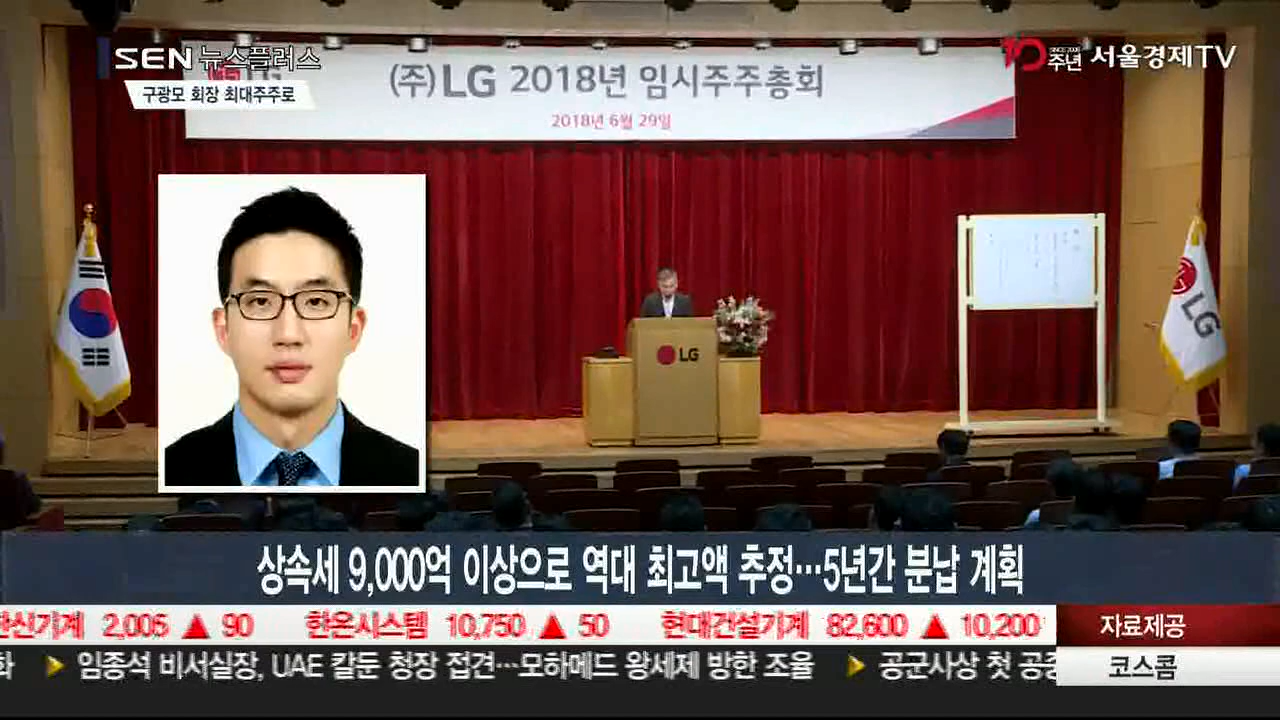 SEN 뉴스플러스
구광모 회장 최대주주로
SINCE 2008
10주년 서울경제TV
(주)LG 2018년 임시주주총회
2018년 6월 29일
LG
LG
상속세 9,000억 이상으로 역대 최고액 추정…5년간 분납 계획
한신기계 2,005 ▲ 90 한온시스템 10,750 ▲ 50 현대건설기계 82,600 ▲ 10,200
자료제공
임종석 비서실장, UAE 칼둔 청장 접견…모하메드 왕세제 방한 조율
공군사상 첫 공중
코스콤